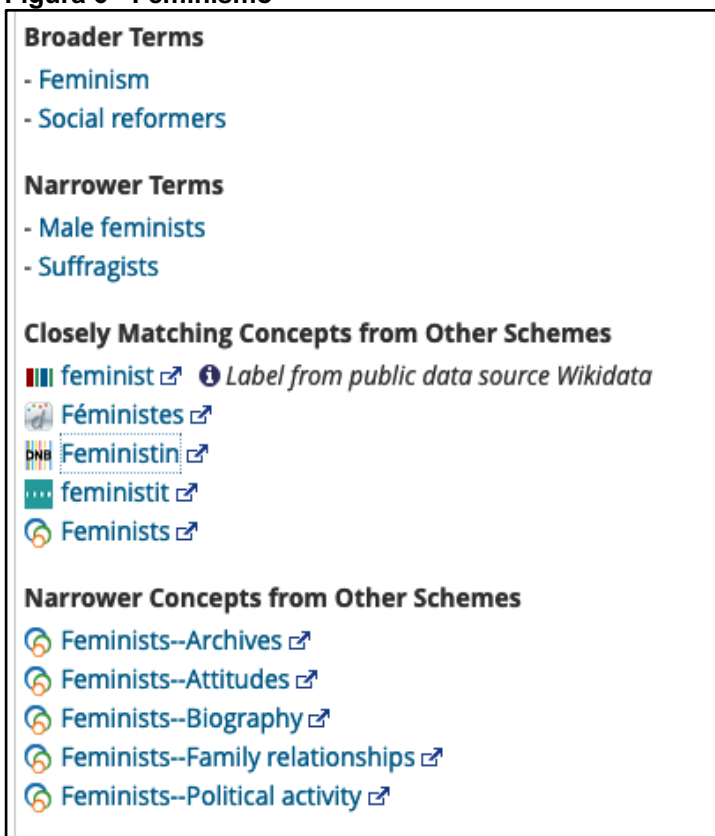 Broader Terms
- Feminism
- Social reformers
Narrower Terms
- Male feminists
- Suffragists
Closely Matching Concepts from Other Schemes
feminist Label from public data source Wikidata
Féministes
DNB Feministin
feministit
Feminists
Narrower Concepts from Other Schemes
Feminists--Archives
Feminists--Attitudes
Feminists--Biography
Feminists--Family relationships
Feminists--Political activity